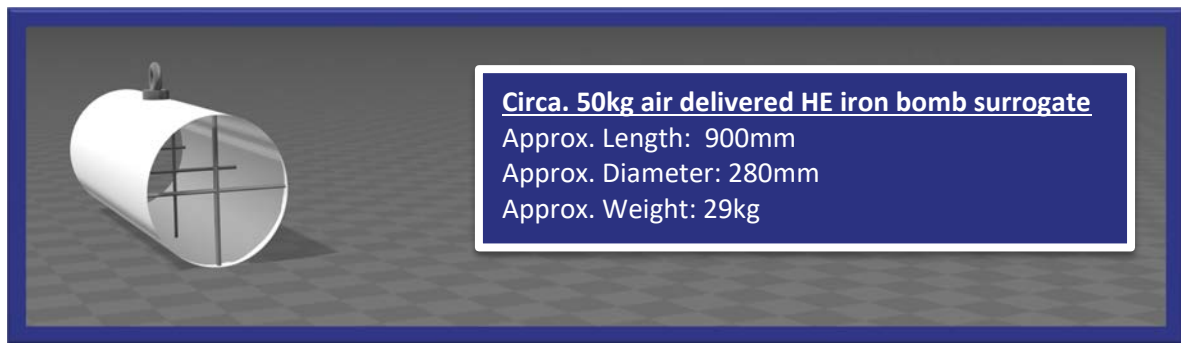 Circa. 50kg air delivered HE iron bomb surrogate
Approx. Length: 900mm
Approx. Diameter: 280mm
Approx. Weight: 29kg